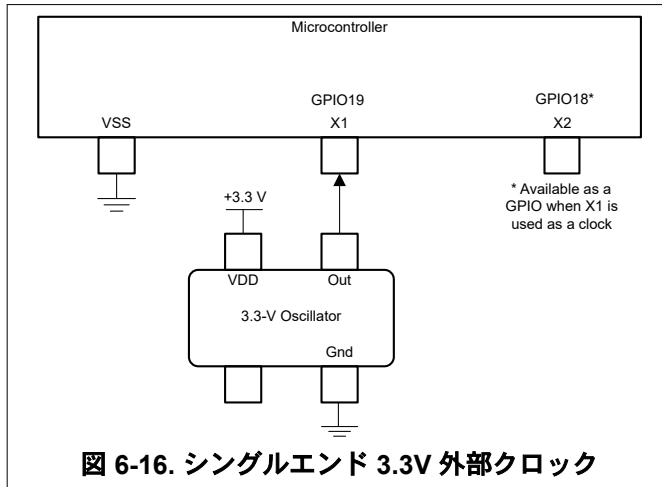 Microcontroller
GPIO19
GPIO18*
VSS
X1
X2
+3.3 V
* Available as a
GPIO when X1 is
used as a clock
VDD
Out
3.3-V Oscillator
Gnd
図 6-16. シングルエンド 3.3V 外部クロック